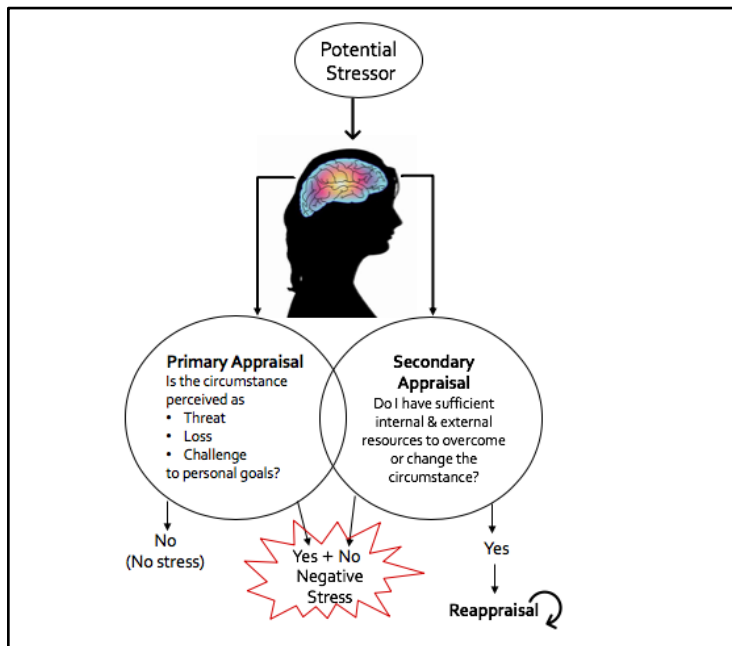 Potential
Stressor
Primary Appraisal
Is the circumstance
perceived as
• Threat
• Loss
• Challenge
to personal goals?
Secondary
Appraisal
Do I have sufficient
internal & external
resources to overcome
or change the
circumstance?
No
(No stress)
Yes + No
Negative
Stress
Yes
Reappraisal